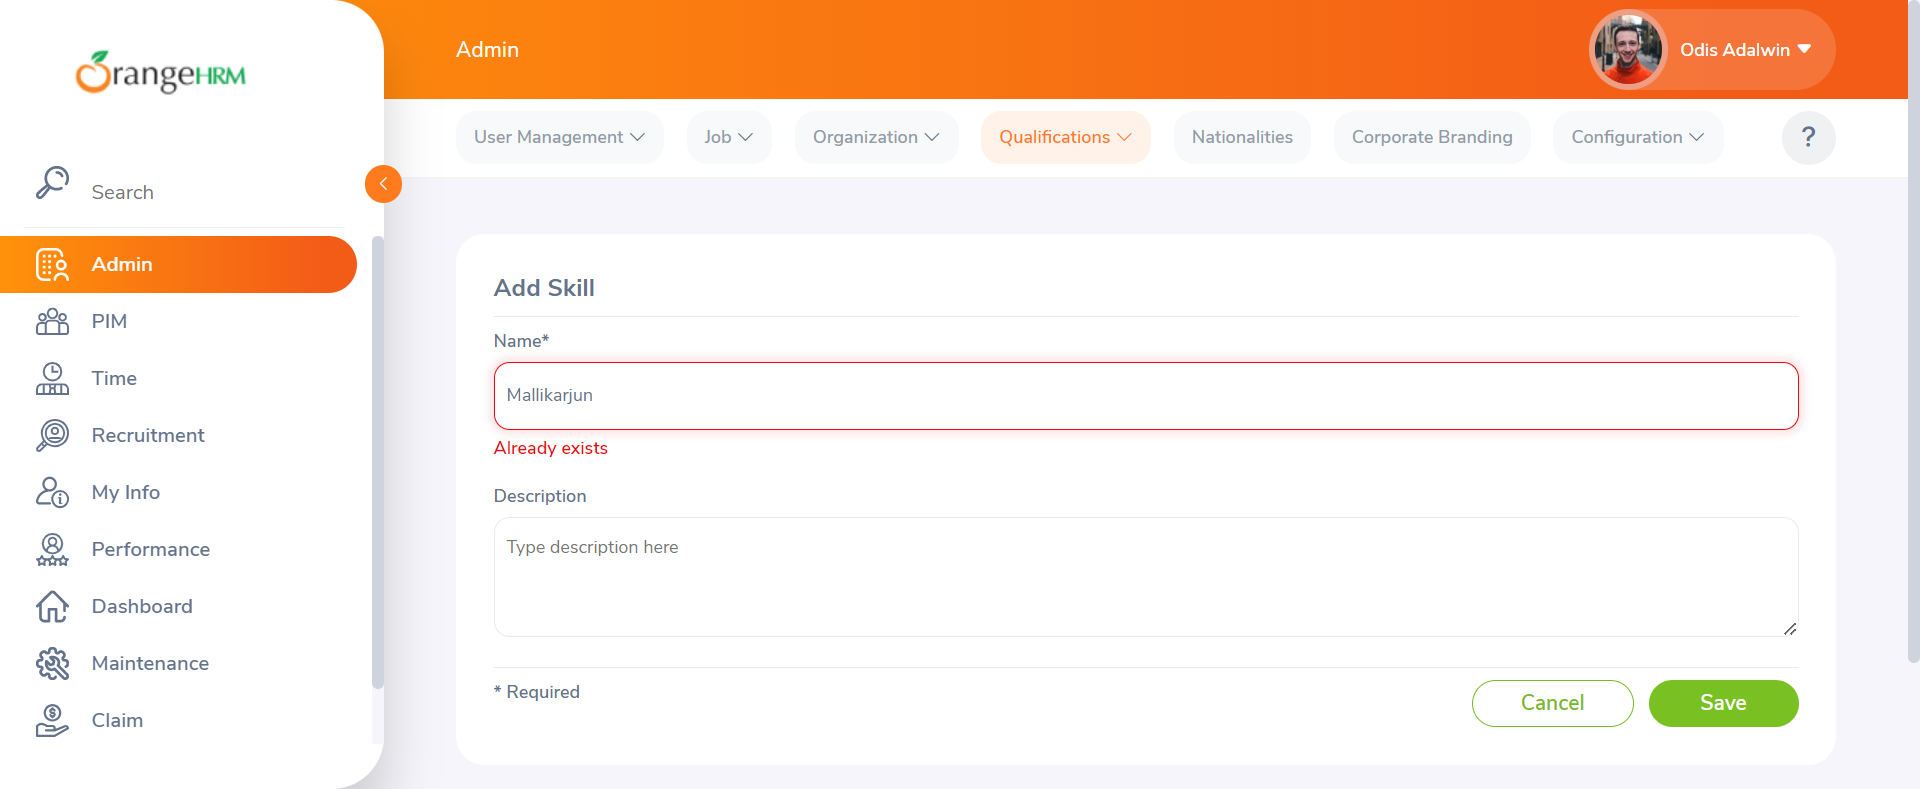 OrangeHRM
Search
Admin
PIM
Time
Recruitment
My Info
Performance
Dashboard
Maintenance
Claim
Admin
Odis Adalwin
User Management
Job
Organization
Qualifications
Nationalities
Corporate Branding
Configuration
?
Add Skill
Name*
Mallikarjun
Already exists
Description
Type description here
* Required
Cancel
Save